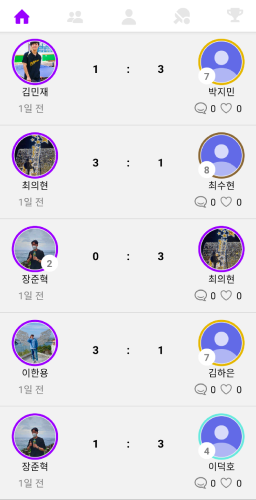 1 : 3
7
김민재 박지민
1일 전 0 0
3 : 1
8
최의현 최수현
1일 전 0 0
0 : 3
2
장준혁 최의현
1일 전 0 0
3 : 1
7
이한용 김하은
1일 전 0 0
1 : 3
4
장준혁 이덕호
1일 전 0 0